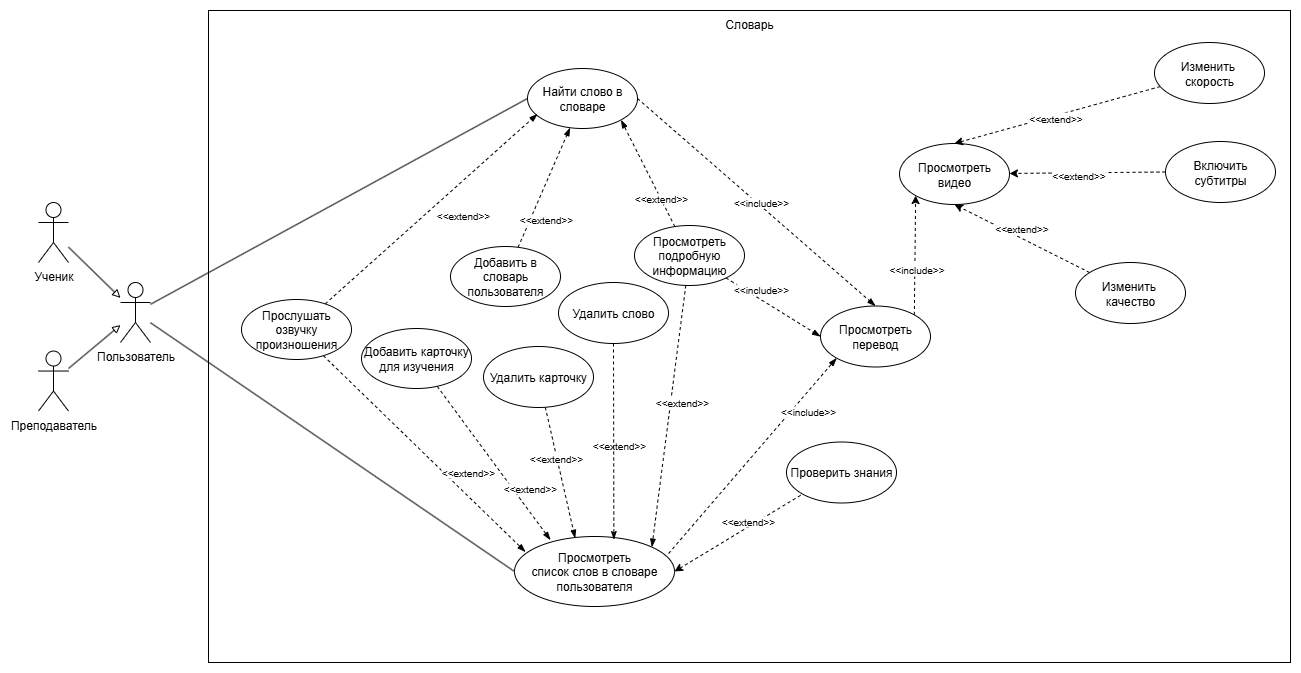 Словарь
Изменить
скорость
Найти слово в
словаре
<<extend>>
Просмотреть
видео
Включить
субтитры
<<extend>>
<<extend>>
<<extend>>
<<extend>>
<<extend>>
<<include>>
<<extend>>
Ученик
Просмотреть
подробную
информацию
Добавить в
словарь
пользователя
<<include>>
<<include>>
Изменить
качество
Удалить слово
Прослушать
озвучку
произношения
Просмотреть
перевод
Пользователь
Добавить карточку
для изучения
Удалить карточку
<<extend>>
<<include>>
Преподаватель
<<extend>>
<<extend>>
<<extend>>
<<extend>>
Проверить знания
<<extend>>
Просмотреть
список слов в словаре
пользователя